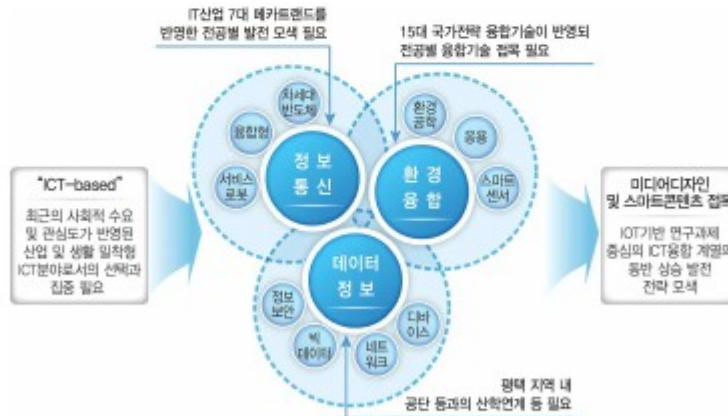 IT산업 7대 메카트랜드를
반영한 전공별 발전 모색 필요
15대 국가전략 융합기술이 반영되
전공별 융합기술 접목 필요
차세대
반도체
융합형
서비스
로봇
정 보
통 신
환경
공학
응용
스마트
센서
환 경
융 합
"ICT-based"
최근의 사회적 수요
및 관심도가 반영된
산업 및 생활 밀착형
ICT분야로서의 선택과
집중 필요
미디어디자인
및 스마트콘텐츠 접목
IOT기반 연구과제
중심의 ICT융합 계열의
동반 상승 발전
전략 모색
데이터
정 보
정보
보안
빅
데이터
네트
워크
디바
이스
평택 지역 내
공단 등과의 산학연계 등 필요